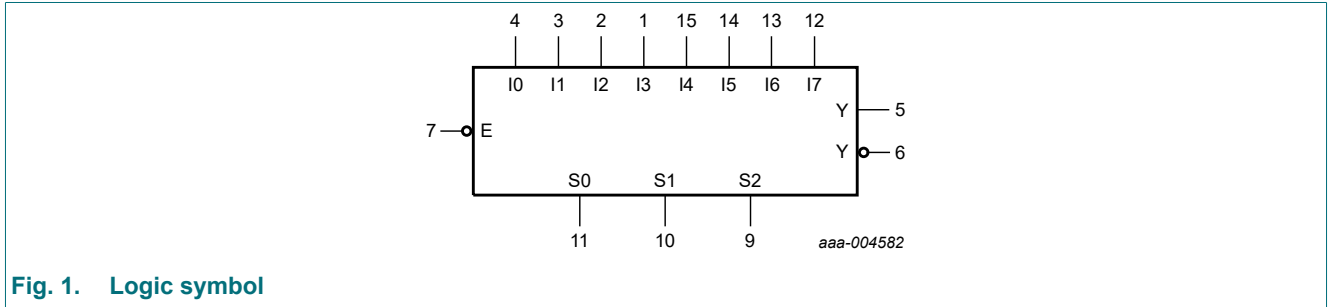 4 3 2 1 15 14 13 12
I0 I1 I2 I3 I4 I5 I6 I7
Y 5
7 E
Y 6
S0 S1 S2
11 10 9 aaa-004582
Fig. 1. Logic symbol